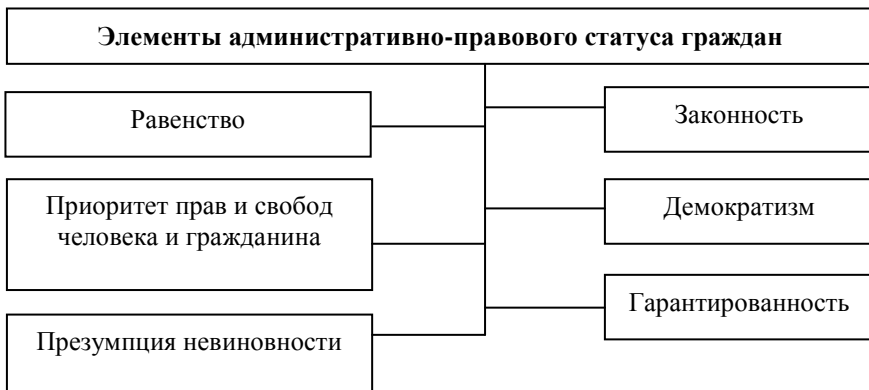 Элементы административно-правового статуса граждан
Равенство
Законность
Приоритет прав и свобод
человека и гражданина
Демократизм
Презумпция невиновности
Гарантированность